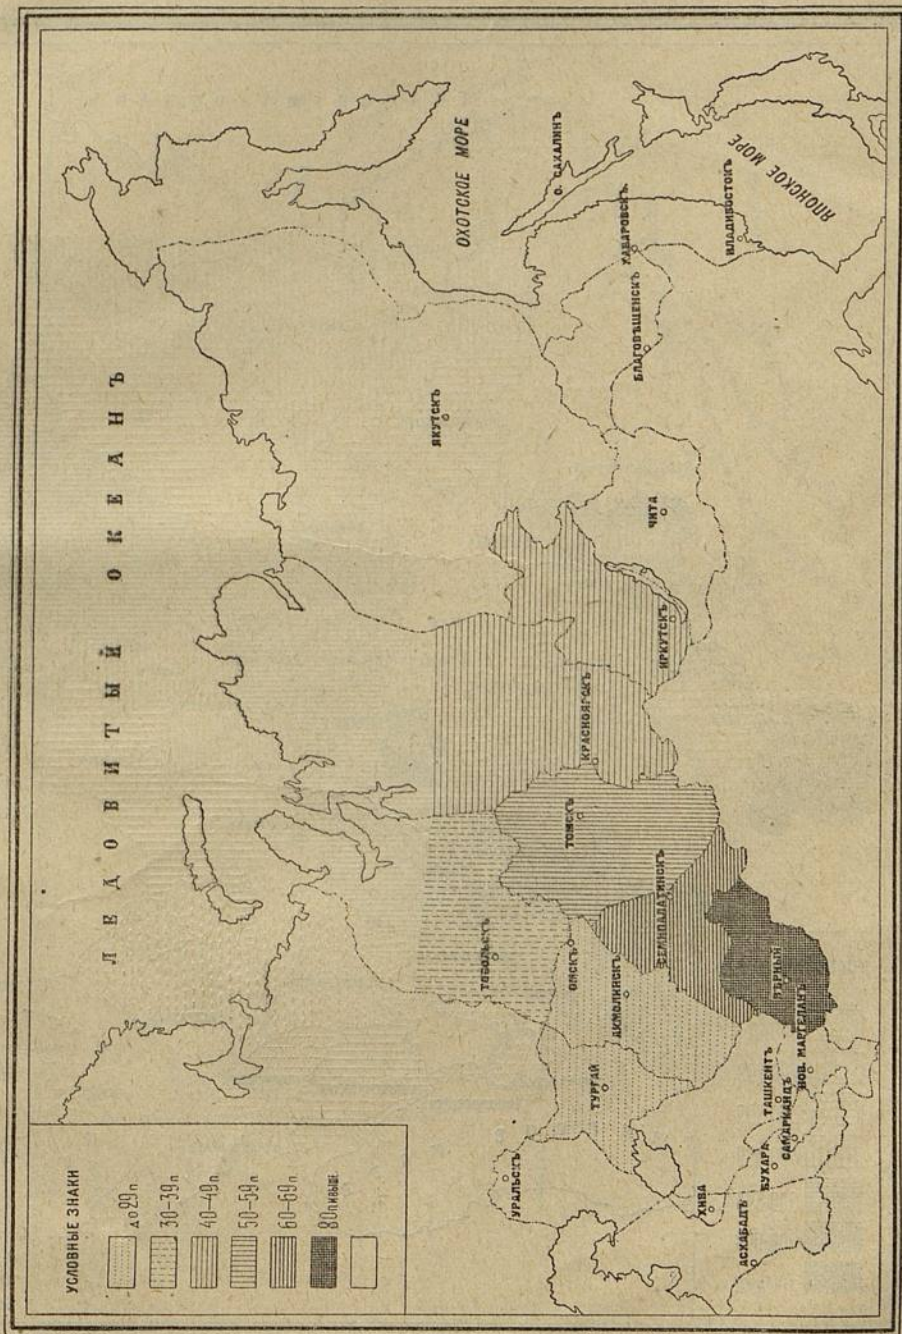 ЛЕДОВИТЫЙ ОКЕАНЪ
ОХОТСКОЕ МОРЕ
О. САХАЛИНЪ
ЯПОНСКОЕ МОРЕ
ЯКУТСКЪ
ХАБАРОВСКЪ
БЛАГОВѢЩЕНСКЪ
ВЛАДИВОСТОКЪ
ЧИТА
ИРКУТСКЪ
КРАСНОЯРСКЪ
ТОМСКЪ
ТОБОЛЬСКЪ
ОМСКЪ
СЕМИПАЛАТИНСКЪ
АКМОЛИНСКЪ
ТУРГАЙ
ВѢРНЫЙ
НОВ. МАРГЕЛАНЪ
ТАШКЕНТЪ
САМАРКАНДЪ
БУХАРА
УРАЛЬСКЪ
ХИВА
АСХАБАДЪ
УСЛОВНЫЕ ЗНАКИ
до 29 п
30-39 п
40-49 п
50-59 п
60-69 п
80 п и выше